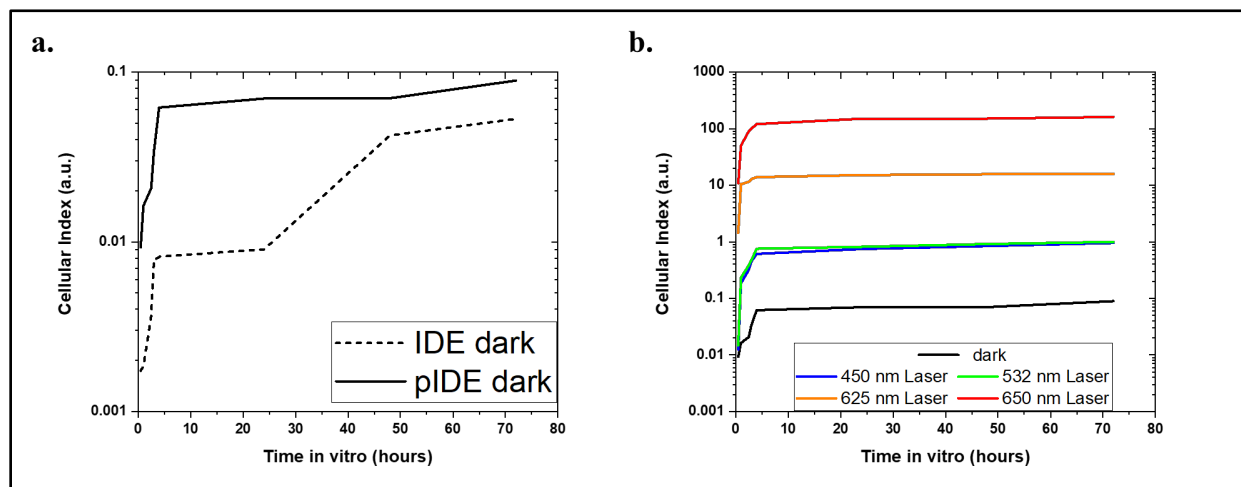 a.
0.1
0.01
0.001
Cellular Index (a.u.)
IDE dark
pIDE dark
0 10 20 30 40 50 60 70 80
Time in vitro (hours)
b.
1000
100
10
1
0.1
0.01
0.001
Cellular Index (a.u.)
dark
450 nm Laser 532 nm Laser
625 nm Laser 650 nm Laser
0 10 20 30 40 50 60 70 80
Time in vitro (hours)